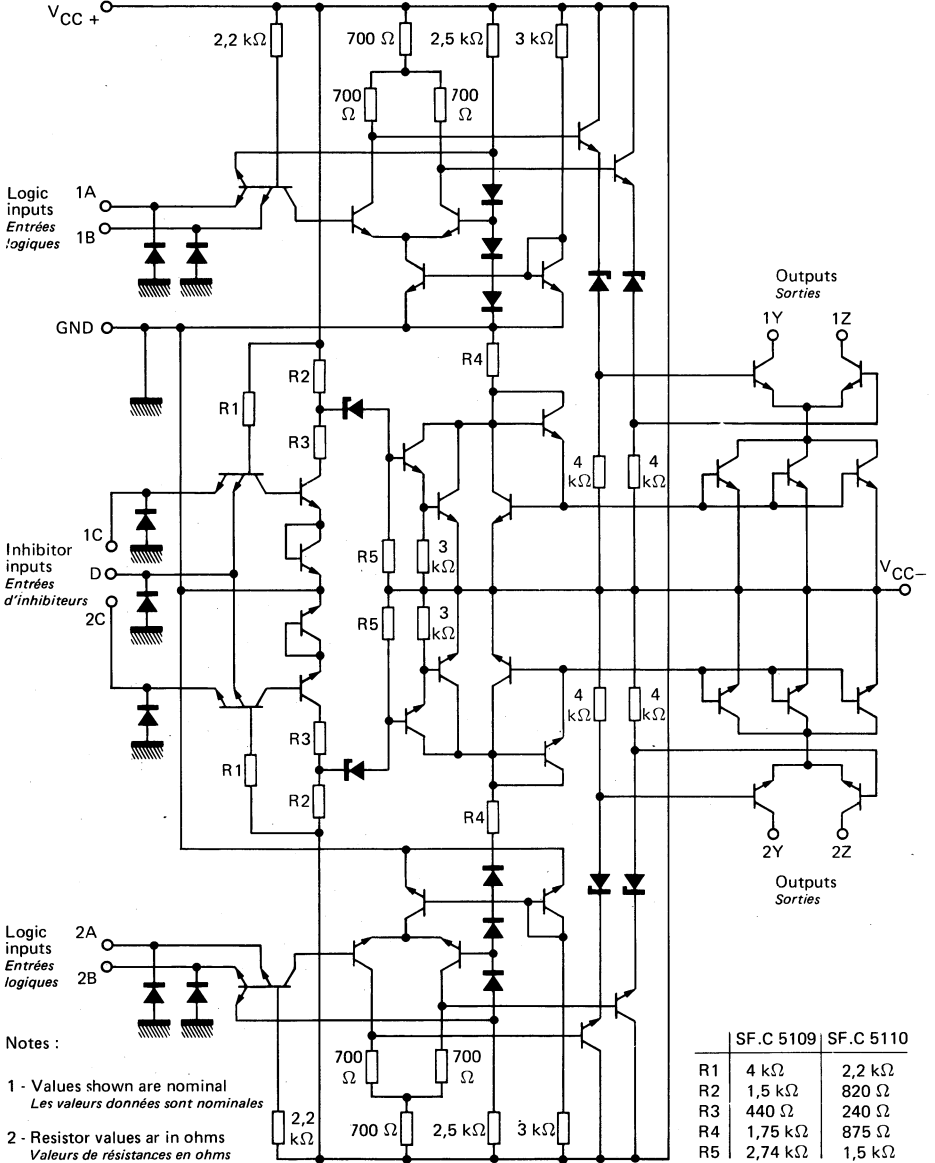 VCC +
2,2 kΩ
700 Ω
2,5 kΩ
3 kΩ
700
Ω
700
Ω
Logic
inputs
Entrées
logiques
1A
1B
Outputs
Sorties
1Y
1Z
GND
R4
R2
R1
R3
4
kΩ
4
kΩ
1C
Inhibitor
inputs
Entrées
d'inhibiteurs
D
2C
R5
3
kΩ
VCC–
R5
3
kΩ
4
kΩ
4
kΩ
R3
R1
R2
R4
2Y
2Z
Outputs
Sorties
Logic
inputs
Entrées
logiques
2A
2B
Notes :
1 - Values shown are nominal
Les valeurs données sont nominales
2 - Resistor values ar in ohms
Valeurs de résistances en ohms
700
Ω
700
Ω
2,2
kΩ
700 Ω
2,5 kΩ
3 kΩ
SF.C 5109 SF.C 5110
R1 4 kΩ 2,2 kΩ
R2 1,5 kΩ 820 Ω
R3 440 Ω 240 Ω
R4 1,75 kΩ 875 Ω
R5 2,74 kΩ 1,5 kΩ